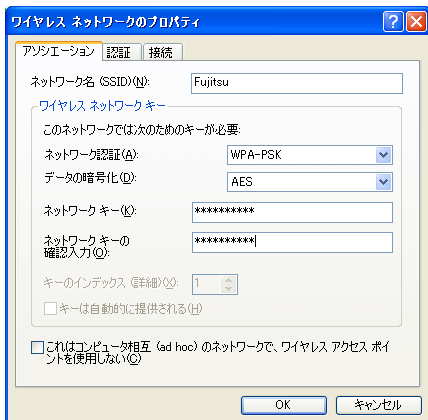 ワイヤレス ネットワークのプロパティ
アソシエーション 認証 接続
ネットワーク名 (SSID)(N): Fujitsu
ワイヤレス ネットワーク キー
このネットワークでは次のためのキーが必要:
ネットワーク認証(A): WPA-PSK
データの暗号化(D): AES
ネットワーク キー(K): **********
ネットワーク キーの
確認入力(O): **********
キーのインデックス (詳細)(X): 1
キーは自動的に提供される(H)
これはコンピュータ相互 (ad hoc) のネットワークで、ワイヤレス アクセス ポイ
ントを使用しない(C)
OK キャンセル